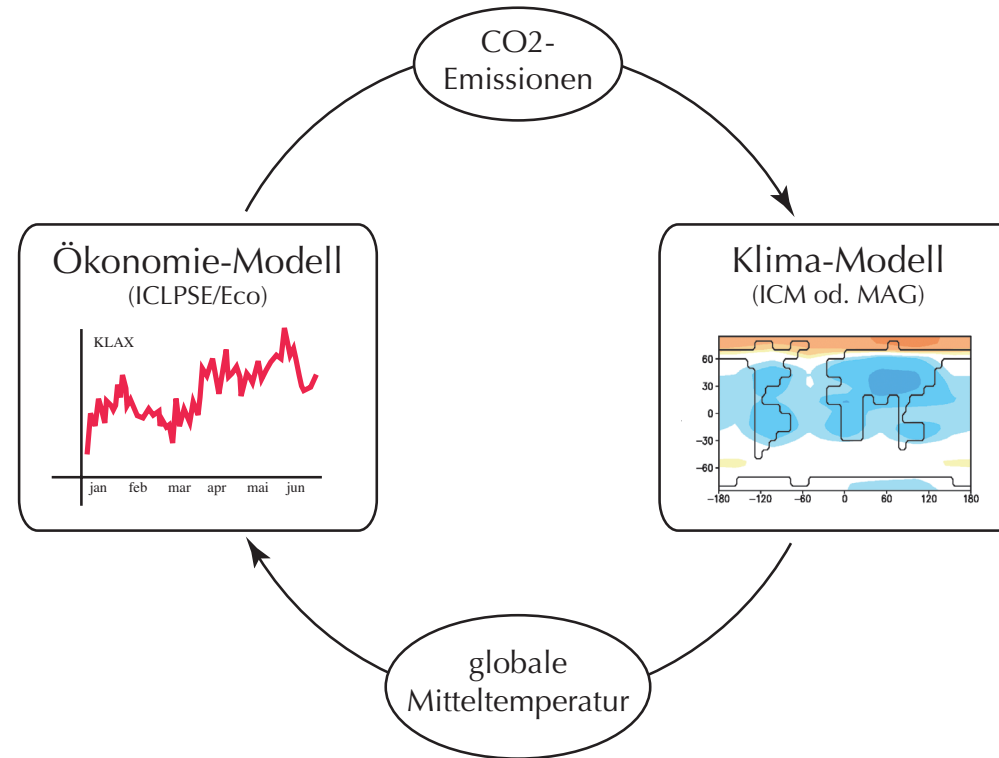 CO2-
Emissionen
Ökonomie-Modell
(ICLPSE/Eco)
KLAX
jan feb mar apr mai jun
Klima-Modell
(ICM od. MAG)
60
30
0
−30
−60
−180 −120 −60 0 60 120 180
globale
Mitteltemperatur